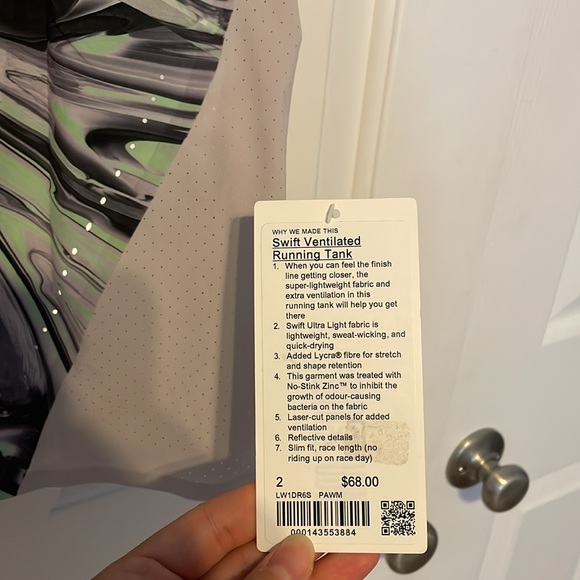 WHY WE MADE THIS
Swift Ventilated
Running Tank
1. When you can feel the finish
line getting closer, the
super-lightweight fabric and
extra ventilation in this
running tank will help you get
there
2. Swift Ultra Light fabric is
lightweight, sweat-wicking, and
quick-drying
3. Added Lycra® fibre for stretch
and shape retention
4. This garment was treated with
No-Stink Zinc™ to inhibit the
growth of odour-causing
bacteria on the fabric
5. Laser-cut panels for added
ventilation
6. Reflective details
7. Slim fit, race length (no
riding up on race day)
2 $68.00
LW1DR6S PAWM
000143553884